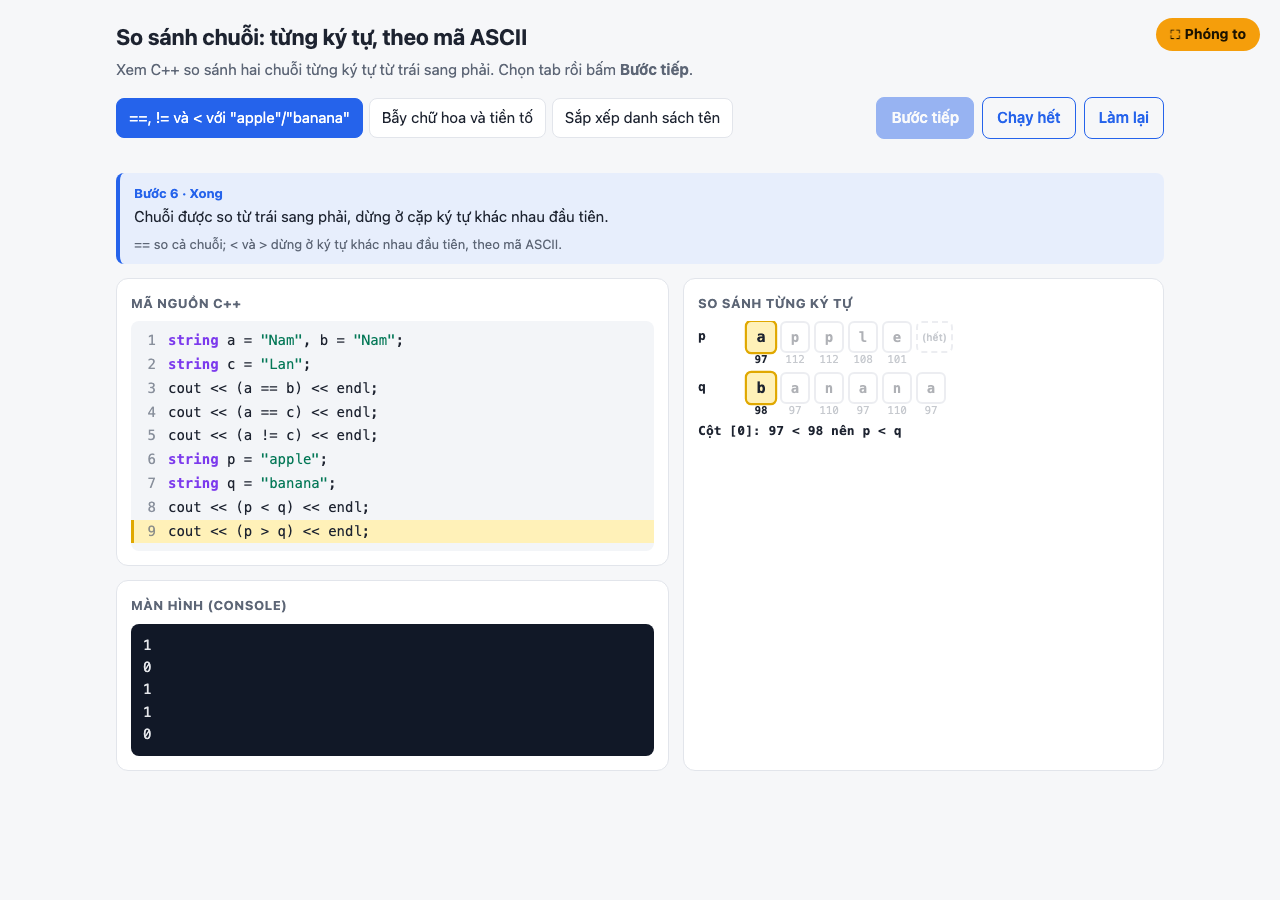 So sánh chuỗi: từng ký tự, theo mã ASCII
⛶ Phóng to
Xem C++ so sánh hai chuỗi từng ký tự từ trái sang phải. Chọn tab rồi bấm Bước tiếp.
==, != và < với "apple"/"banana"
Bẫy chữ hoa và tiền tố
Sắp xếp danh sách tên
Bước tiếp
Chạy hết
Làm lại
Bước 6 · Xong
Chuỗi được so từ trái sang phải, dừng ở cặp ký tự khác nhau đầu tiên.
== so cả chuỗi; < và > dừng ở ký tự khác nhau đầu tiên, theo mã ASCII.
MÃ NGUỒN C++
1 string a = "Nam", b = "Nam";
2 string c = "Lan";
3 cout << (a == b) << endl;
4 cout << (a == c) << endl;
5 cout << (a != c) << endl;
6 string p = "apple";
7 string q = "banana";
8 cout << (p < q) << endl;
9 cout << (p > q) << endl;
MÀN HÌNH (CONSOLE)
1
0
1
1
0
SO SÁNH TỪNG KÝ TỰ
p a p p l e (hết)
97 112 112 108 101
q b a n a n a
98 97 110 97 110 97
Cột [0]: 97 < 98 nên p < q